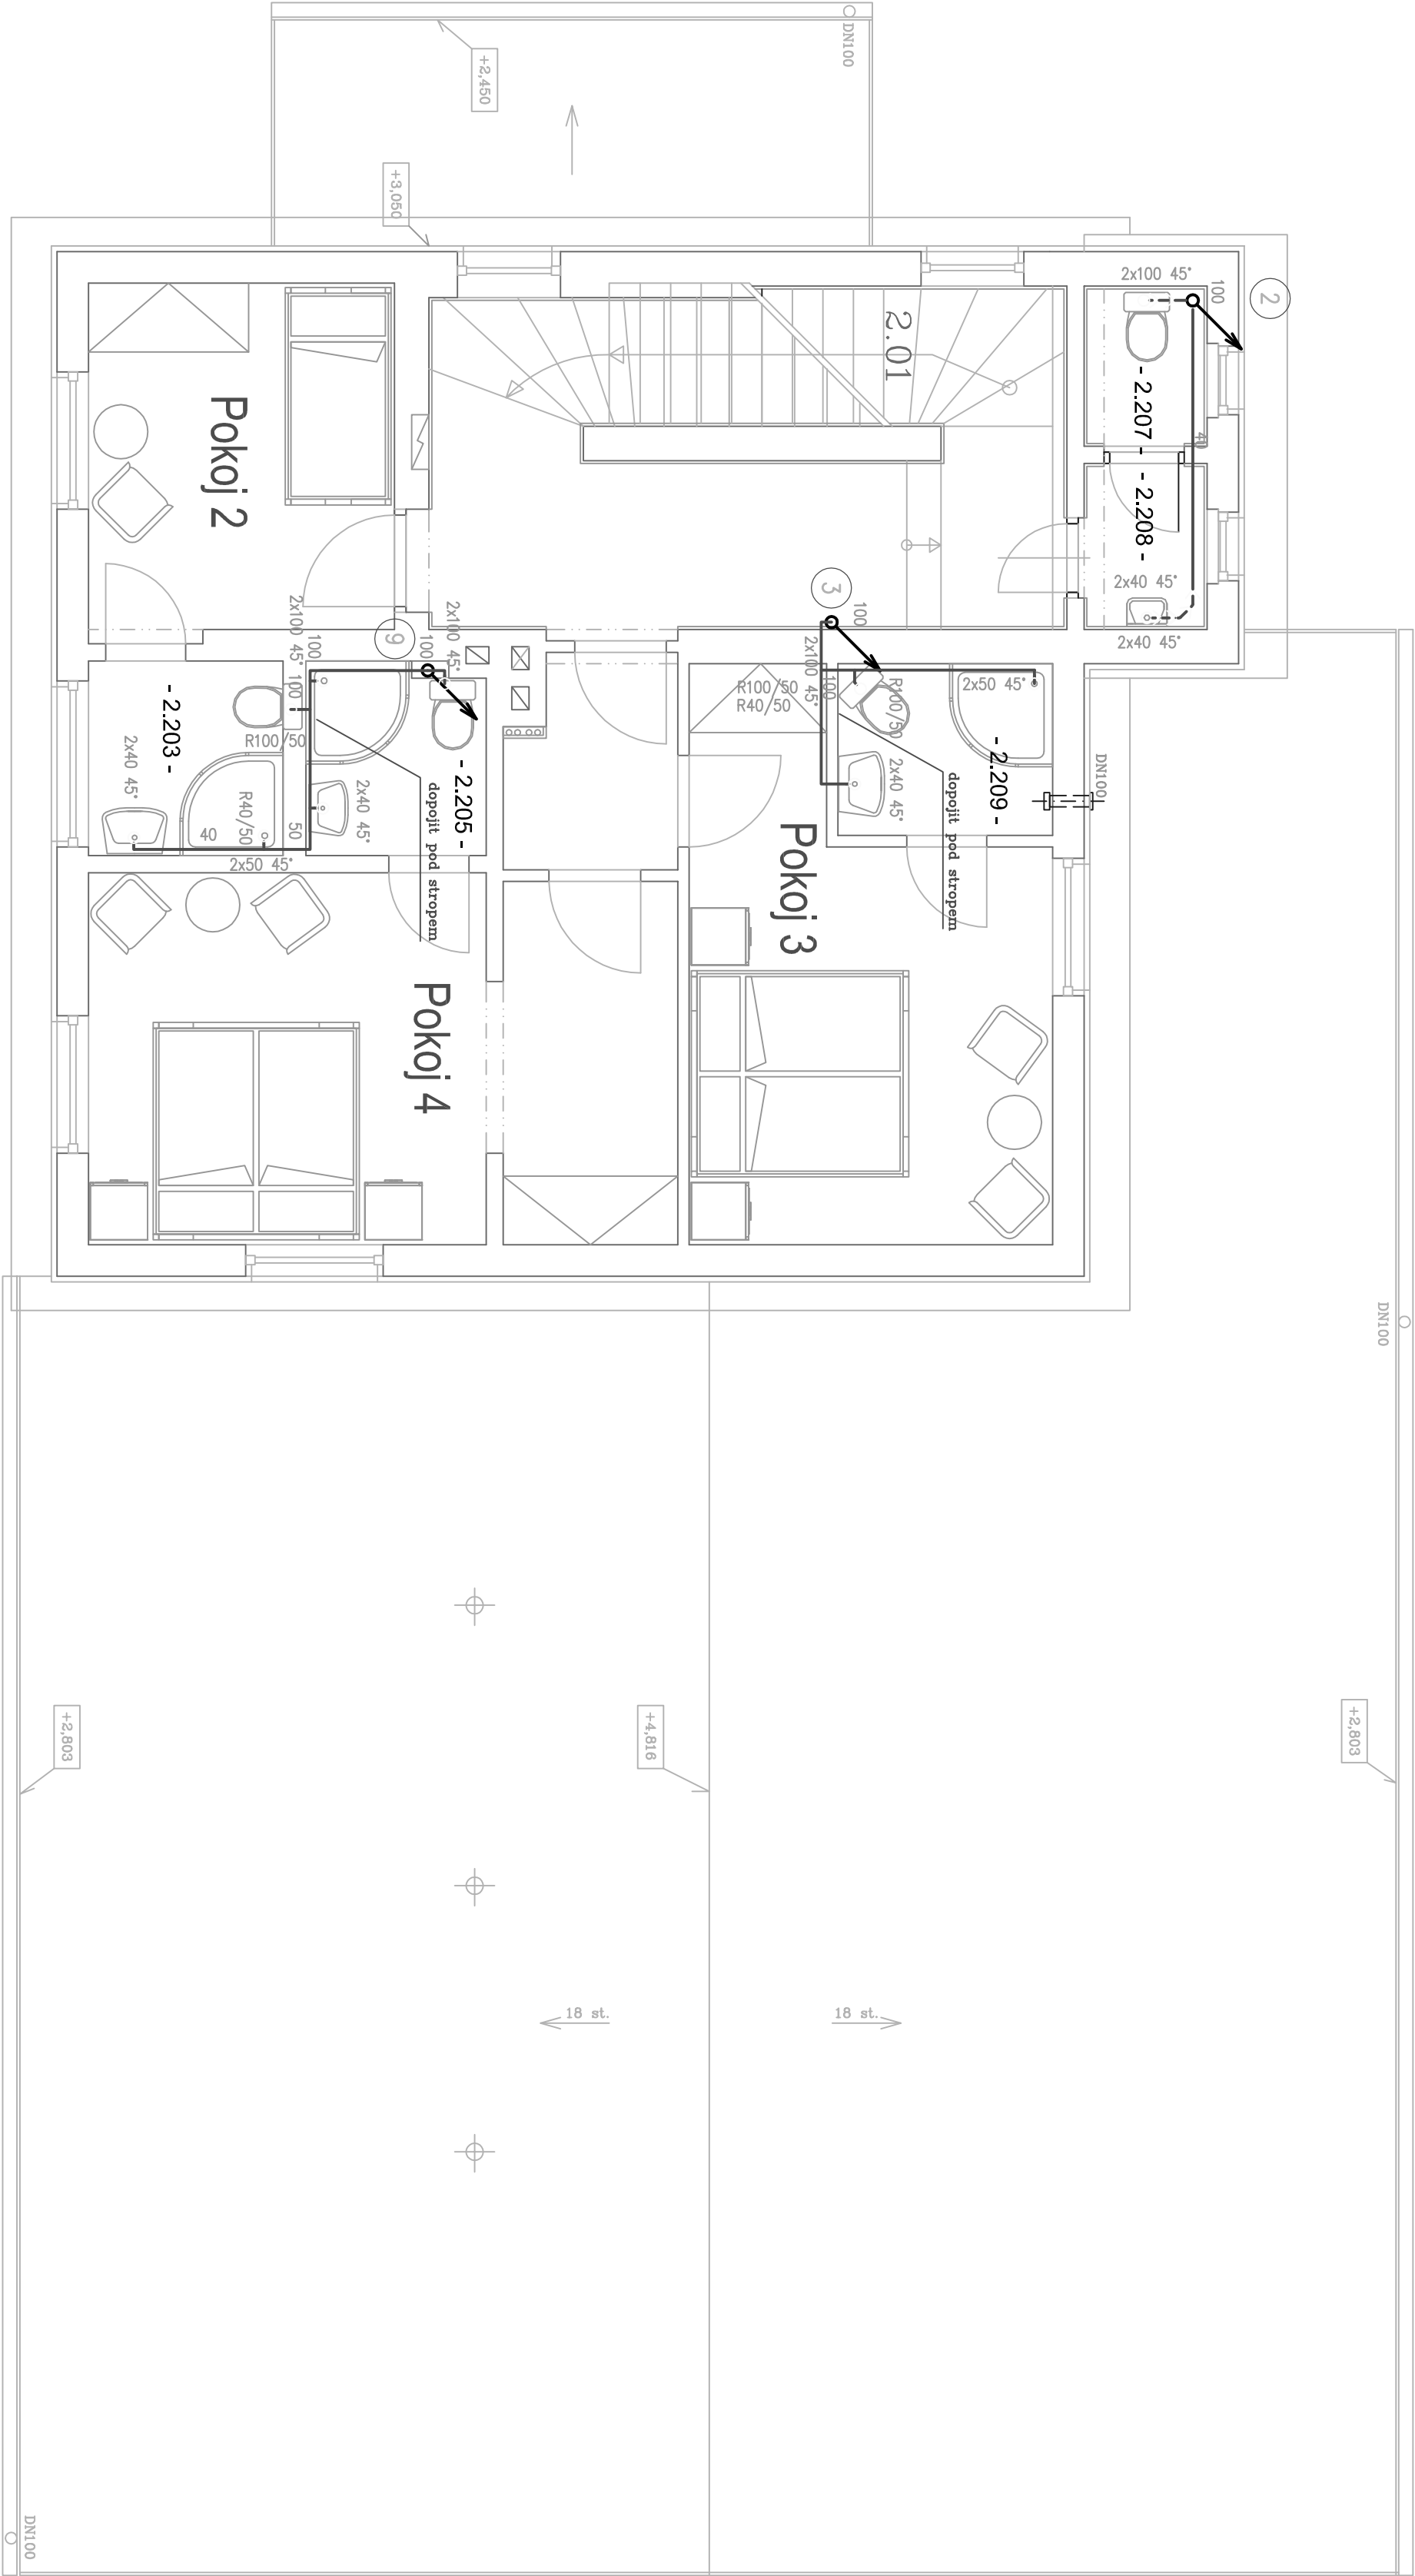 DN100
+2,450
+3,050
2x100 45°
100
2
2.01
- 2.207 -
40
- 2.208 -
2x40 45°
2x40 45°
Pokoj 2
3
100
2x100 45°
100
R100/50
R40/50
R100/50
2x50 45°
2x40 45°
- 2.209 -
DN100
dopojit pod stropem
Pokoj 3
9
2x100 45°
100
100
2x100 45°
100
R100/50
- 2.203 -
2x40 45°
R40/50
40
50
2x50 45°
2x40 45°
- 2.205 -
dopojit pod stropem
Pokoj 4
DN100
+2,803
+4,816
+2,803
18 st.
18 st.
DN100